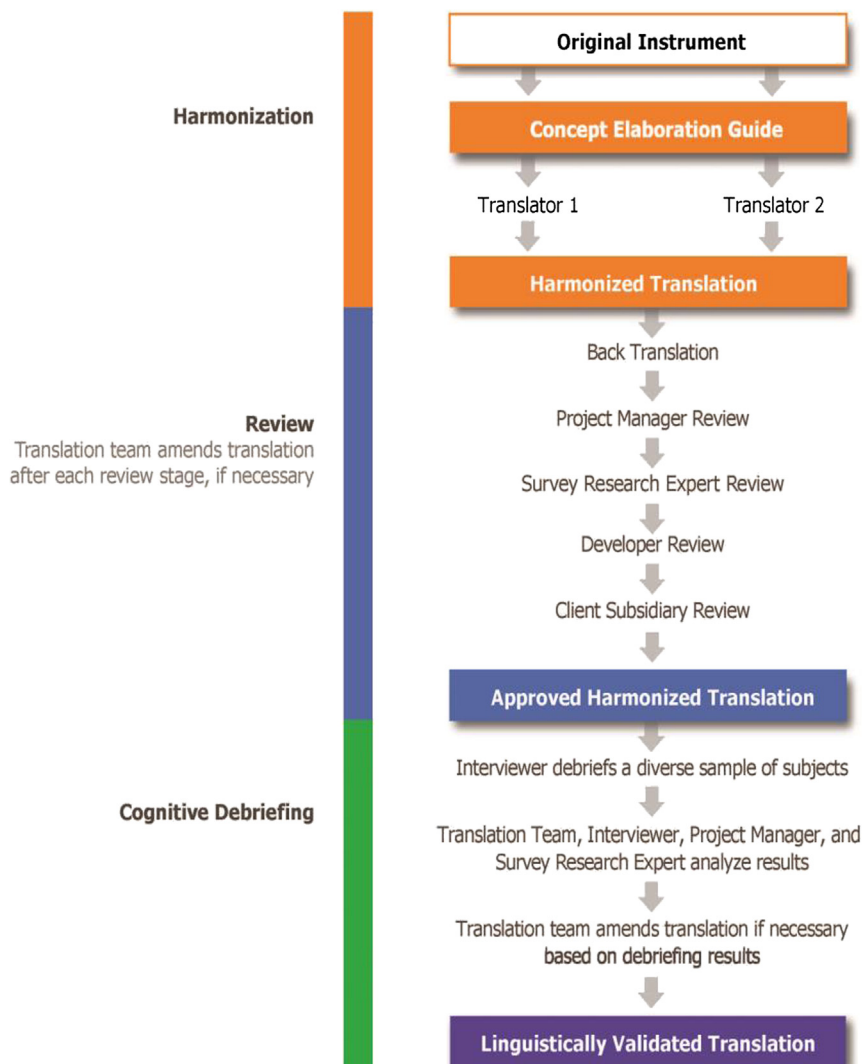 Original Instrument
Harmonization
Concept Elaboration Guide
Translator 1
Translator 2
Harmonized Translation
Back Translation
Project Manager Review
Review
Translation team amends translation
after each review stage, if necessary
Survey Research Expert Review
Developer Review
Client Subsidiary Review
Approved Harmonized Translation
Interviewer debriefs a diverse sample of subjects
Cognitive Debriefing
Translation Team, Interviewer, Project Manager, and
Survey Research Expert analyze results
Translation team amends translation if necessary
based on debriefing results
Linguistically Validated Translation